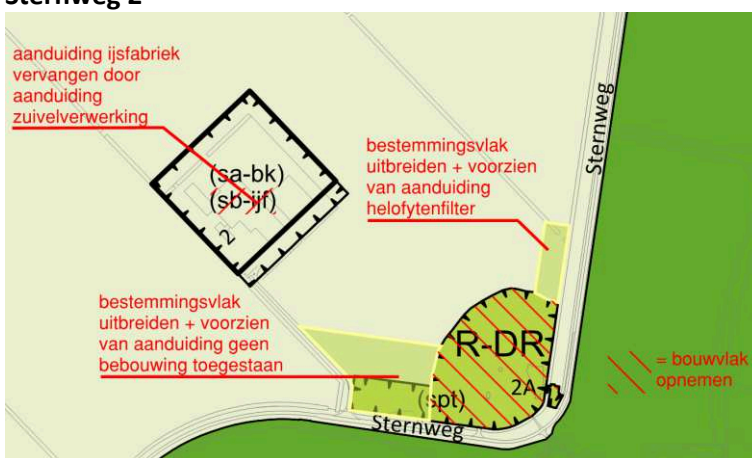 Sternweg 2
aanduiding ijsfabriek
vervangen door
aanduiding
zuivelverwerking
bestemmingsvlak
uitbreiden + voorzien
van aanduiding
helofytenfilter
Sternweg
(sa-bk)
(sb-ijf)
2
bestemmingsvlak
uitbreiden + voorzien
van aanduiding geen
bebouwing toegestaan
R-DR
= bouwvlak
opnemen
2A
(spt)
Sternweg